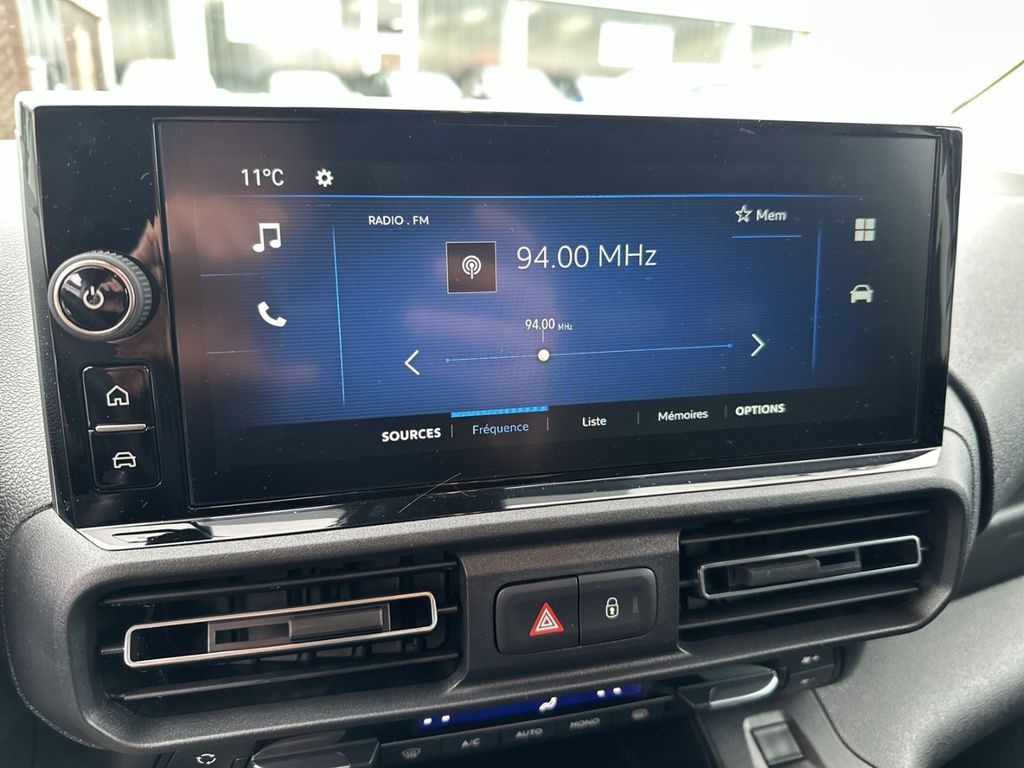 11°C
RADIO . FM
Mem
94.00 MHz
94.00 MHz
SOURCES Fréquence Liste Mémoires OPTIONS
A/C AUTO MONO